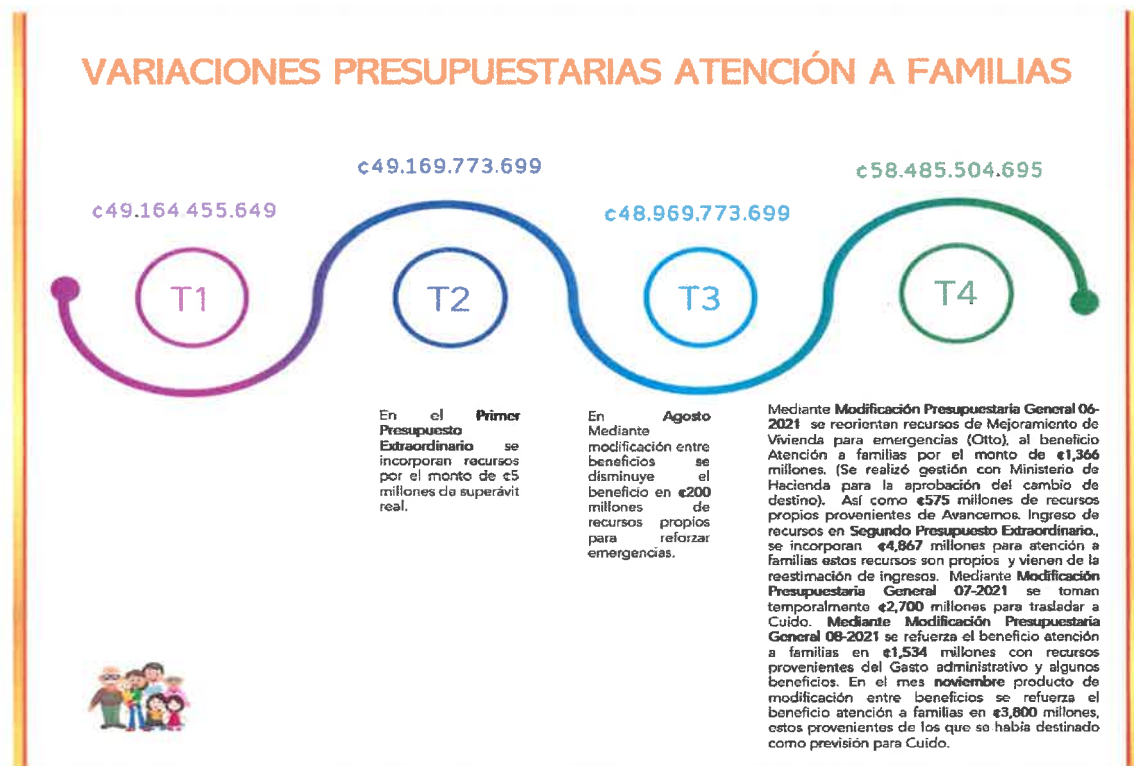 VARIACIONES PRESUPUESTARIAS ATENCIÓN A FAMILIAS
¢49.164.455.649
¢49.169.773.699
¢48.969.773.699
¢58.485.504.695
T1
T2
T3
T4
En el Primer
Presupuesto
Extraordinario se
incorporan recursos
por el monto de ¢5
millones de superávit
real.
En Agosto
Mediante
modificación entre
beneficios se
disminuye el
beneficio en ¢200
millones de
recursos propios
para reforzar
emergencias.
Mediante Modificación Presupuestaria General 06-
2021 se reorientan recursos de Mejoramiento de
Vivienda para emergencias (Otto), al beneficio
Atención a familias por el monto de ¢1,366
millones. (Se realizó gestión con Ministerio de
Hacienda para la aprobación del cambio de
destino). Así como ¢575 millones de recursos
propios provenientes de Avancemos. Ingreso de
recursos en Segundo Presupuesto Extraordinario.,
se incorporan ¢4,867 millones para atención a
familias estos recursos son propios y vienen de la
reestimación de ingresos. Mediante Modificación
Presupuestaria General 07-2021 se toman
temporalmente ¢2,700 millones para trasladar a
Cuido. Mediante Modificación Presupuestaria
General 08-2021 se refuerza el beneficio atención
a familias en ¢1,534 millones con recursos
provenientes del Gasto administrativo y algunos
beneficios. En el mes noviembre producto de
modificación entre beneficios se refuerza el
beneficio atención a familias en ¢3,800 millones,
estos provenientes de los que se había destinado
como previsión para Cuido.